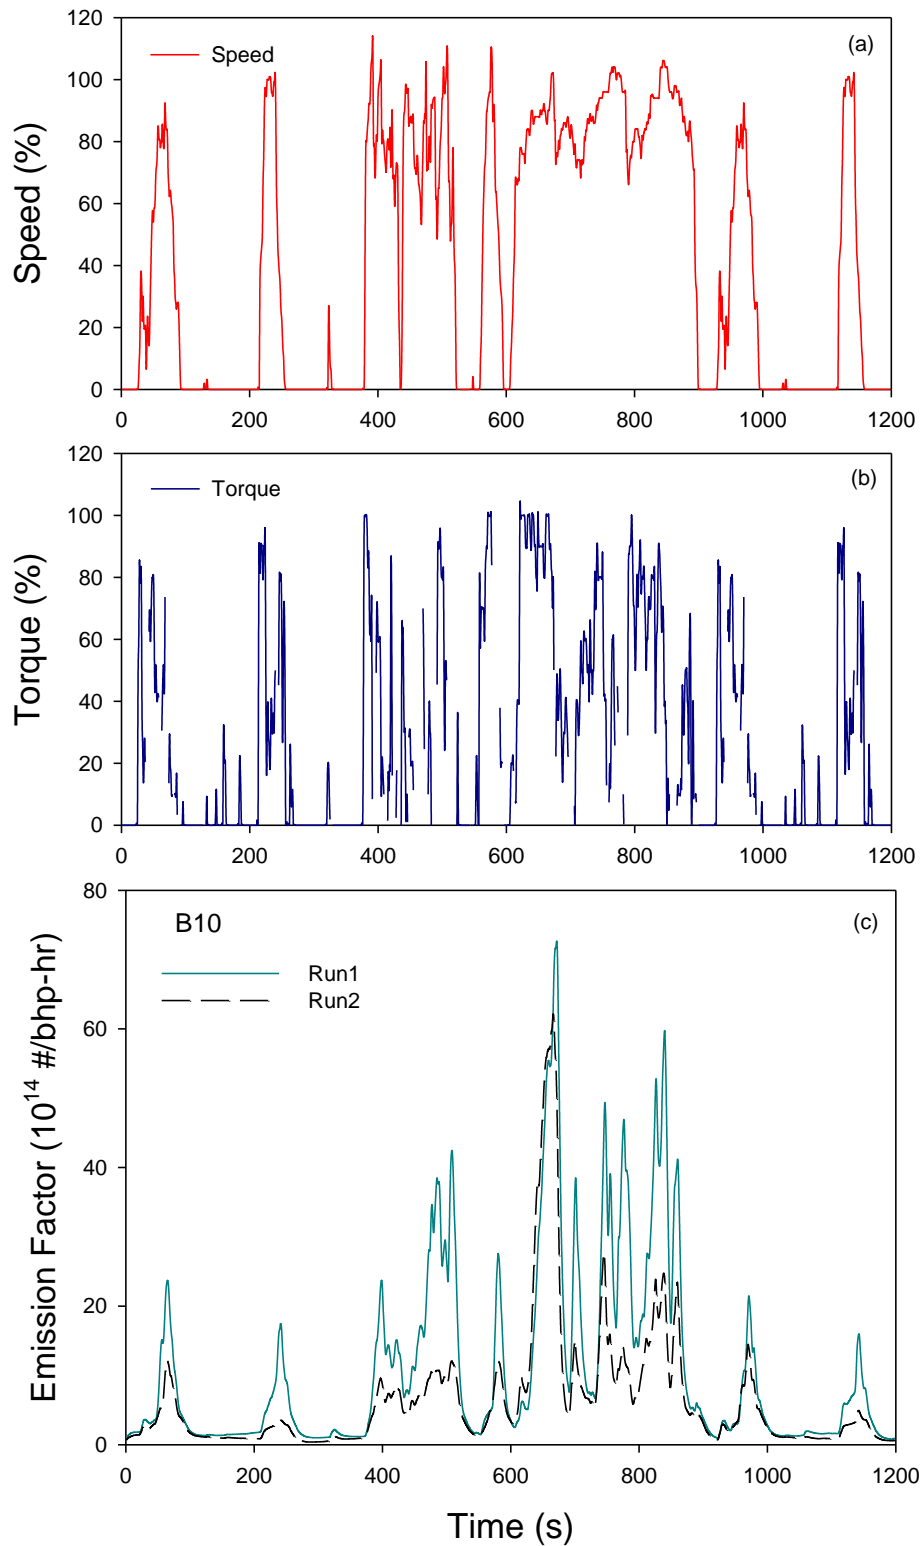 120
(a)
Speed
100
80
60
40
20
0
Speed (%)
0 200 400 600 800 1000 1200
120
(b)
Torque
100
80
60
40
20
0
Torque (%)
0 200 400 600 800 1000 1200
80
B10
(c)
Run1
Run2
60
40
20
0
Emission Factor (10¹⁴ #/bhp-hr)
0 200 400 600 800 1000 1200
Time (s)